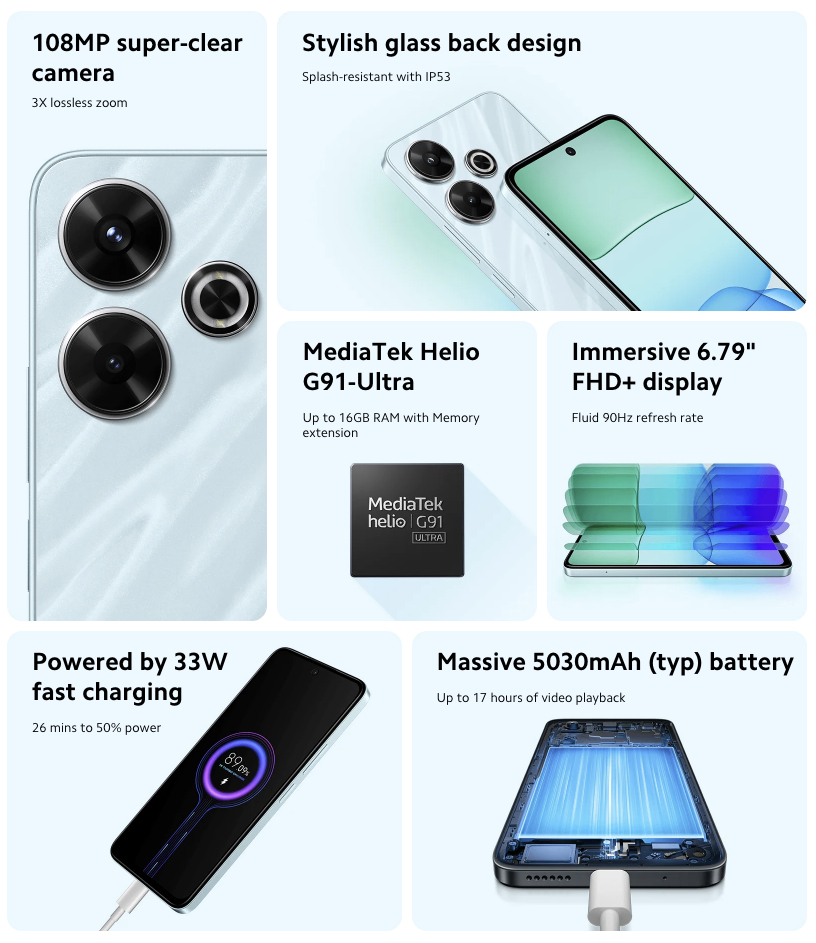 108MP super-clear
camera
3X lossless zoom
Stylish glass back design
Splash-resistant with IP53
MediaTek Helio
G91-Ultra
Up to 16GB RAM with Memory
extension
MediaTek
helio | G91
ULTRA
Immersive 6.79"
FHD+ display
Fluid 90Hz refresh rate
Powered by 33W
fast charging
26 mins to 50% power
89.09%
Massive 5030mAh (typ) battery
Up to 17 hours of video playback